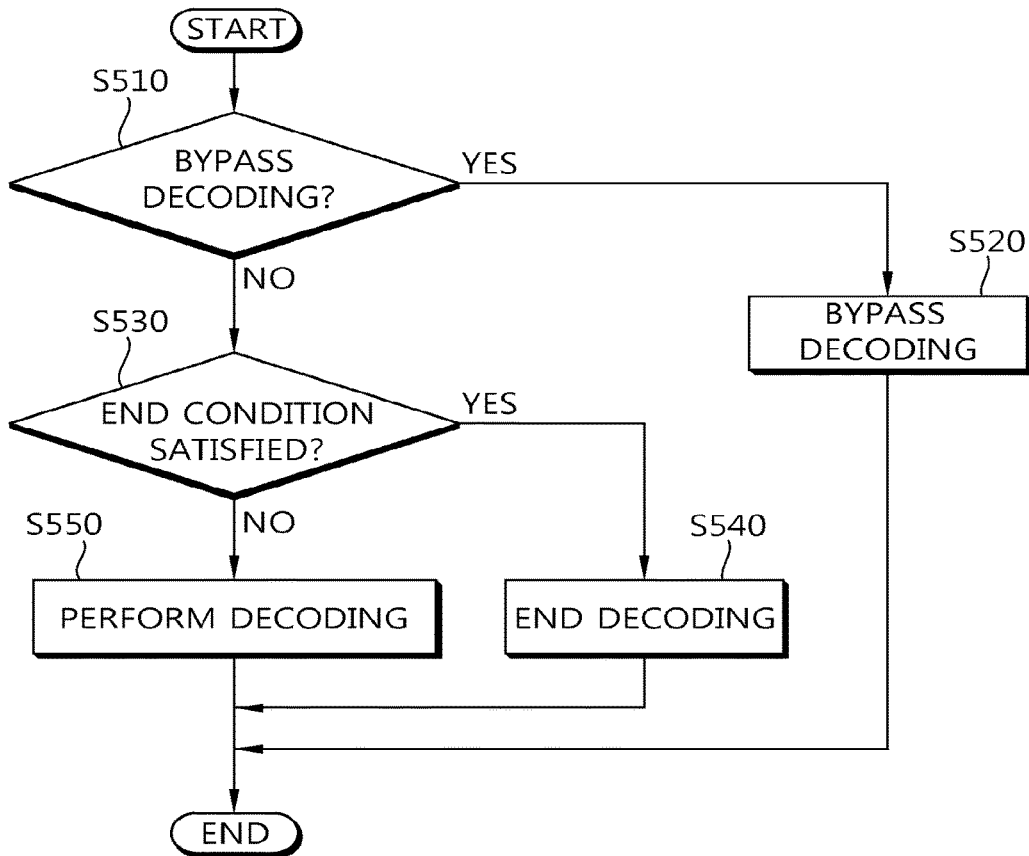 START
S510
BYPASS
DECODING?
YES
NO
S520
BYPASS
DECODING
S530
END CONDITION
SATISFIED?
YES
NO
S550
PERFORM DECODING
S540
END DECODING
END